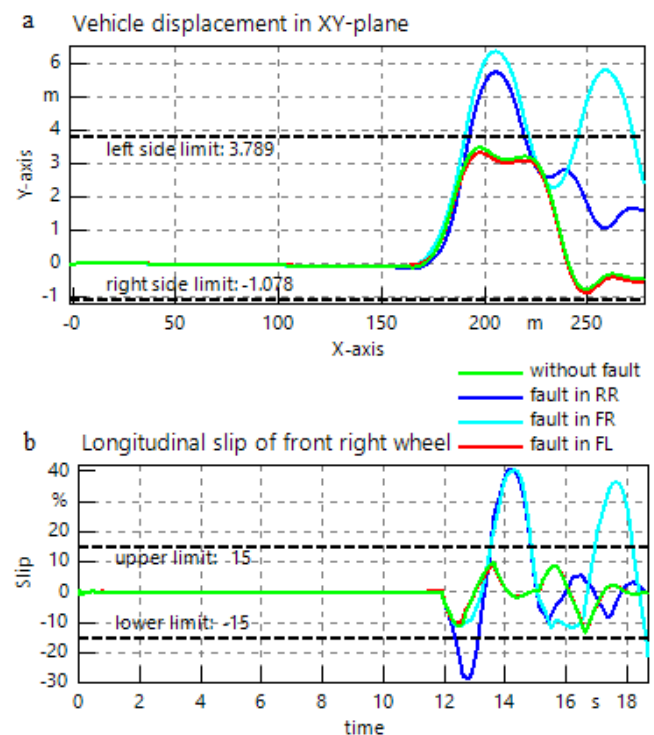 a Vehicle displacement in XY-plane
6
m
4
3
2
1
0
-1
Y-axis
left side limit: 3.789
right side limit: -1.078
-0 50 100 150 200 m 250
X-axis
without fault
fault in RR
fault in FR
fault in FL
b Longitudinal slip of front right wheel
40
%
20
10
0
-10
-20
-30
Slip
upper limit: 15
lower limit: -15
0 2 4 6 8 10 12 14 16 s 18
time